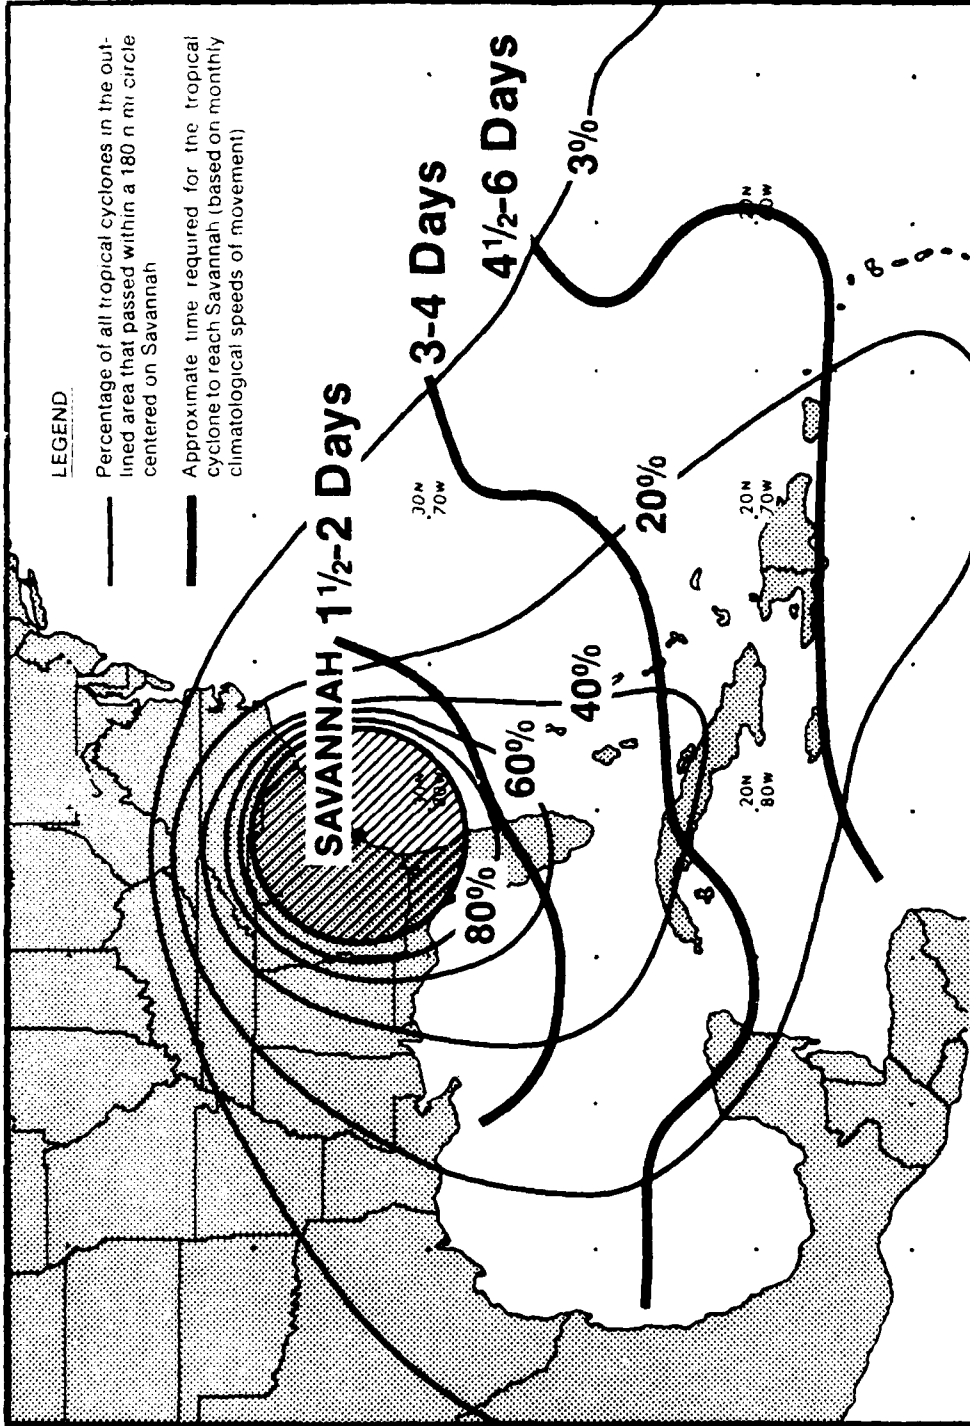 LEGEND
Percentage of all tropical cyclones in the out-
lined area that passed within a 180 n mi circle
centered on Savannah
Approximate time required for the tropical
cyclone to reach Savannah (based on monthly
climatological speeds of movement)
SAVANNAH
1½-2 Days
3-4 Days
4½-6 Days
3%
20%
40%
60%
80%
30N
70W
20N
70W
20N
80W